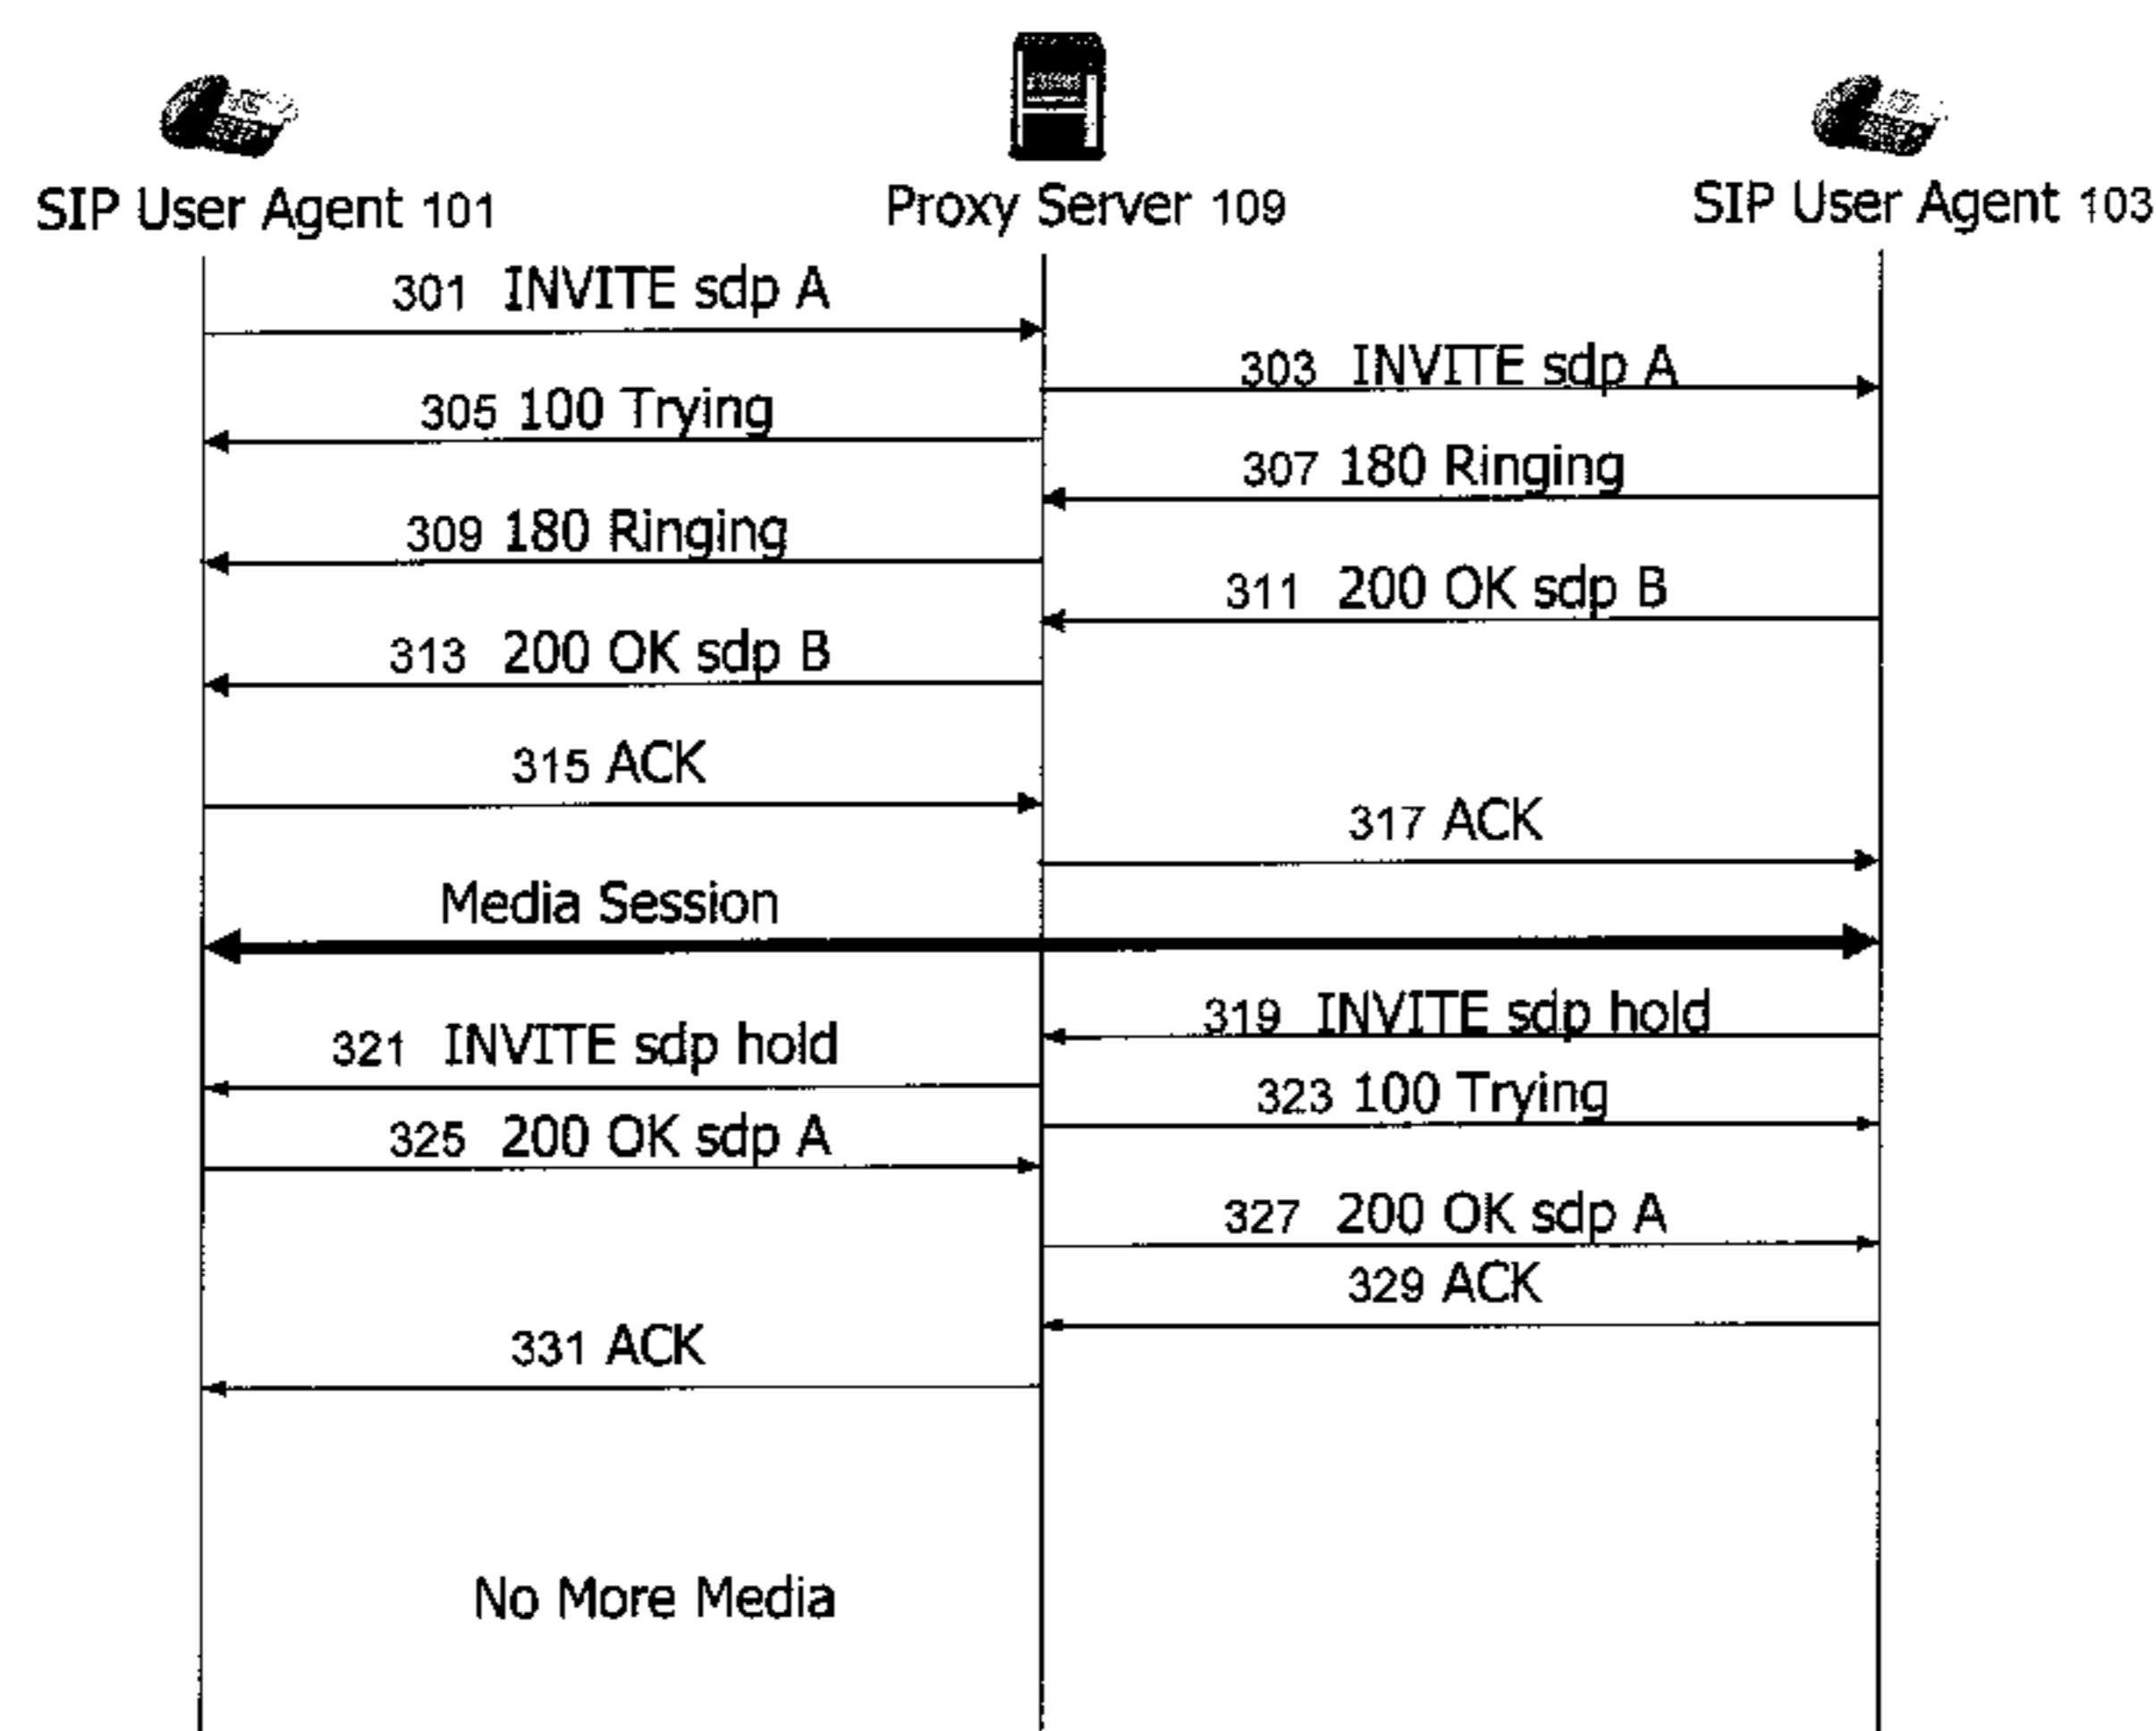 SIP User Agent 101
Proxy Server 109
SIP User Agent 103
301 INVITE sdp A
303 INVITE sdp A
305 100 Trying
307 180 Ringing
309 180 Ringing
311 200 OK sdp B
313 200 OK sdp B
315 ACK
317 ACK
Media Session
319 INVITE sdp hold
321 INVITE sdp hold
323 100 Trying
325 200 OK sdp A
327 200 OK sdp A
329 ACK
331 ACK
No More Media